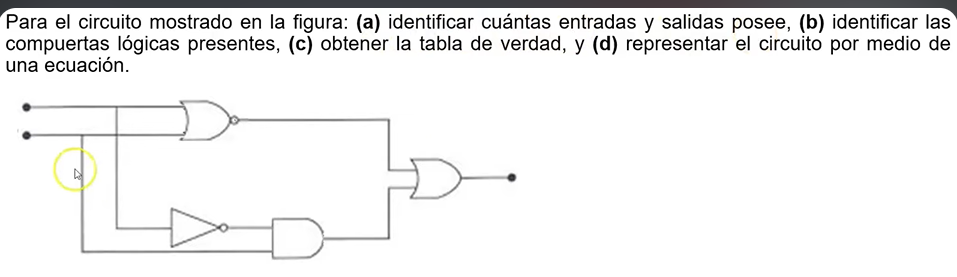 Para el circuito mostrado en la figura: (a) identificar cuántas entradas y salidas posee, (b) identificar las
compuertas lógicas presentes, (c) obtener la tabla de verdad, y (d) representar el circuito por medio de
una ecuación.